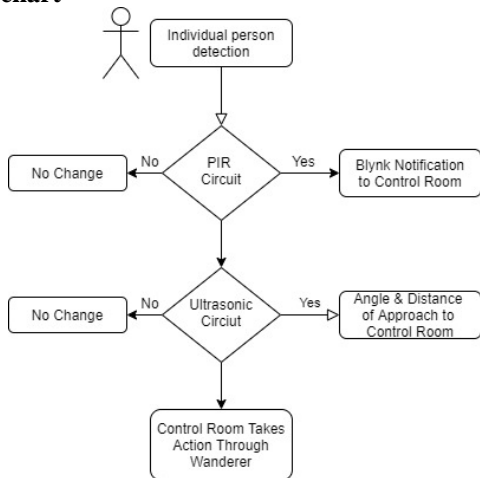 chart
Individual person
detection
PIR
Circuit
No
Yes
No Change
Blynk Notification
to Control Room
Ultrasonic
Circiut
No
Yes
No Change
Angle & Distance
of Approach to
Control Room
Control Room Takes
Action Through
Wanderer